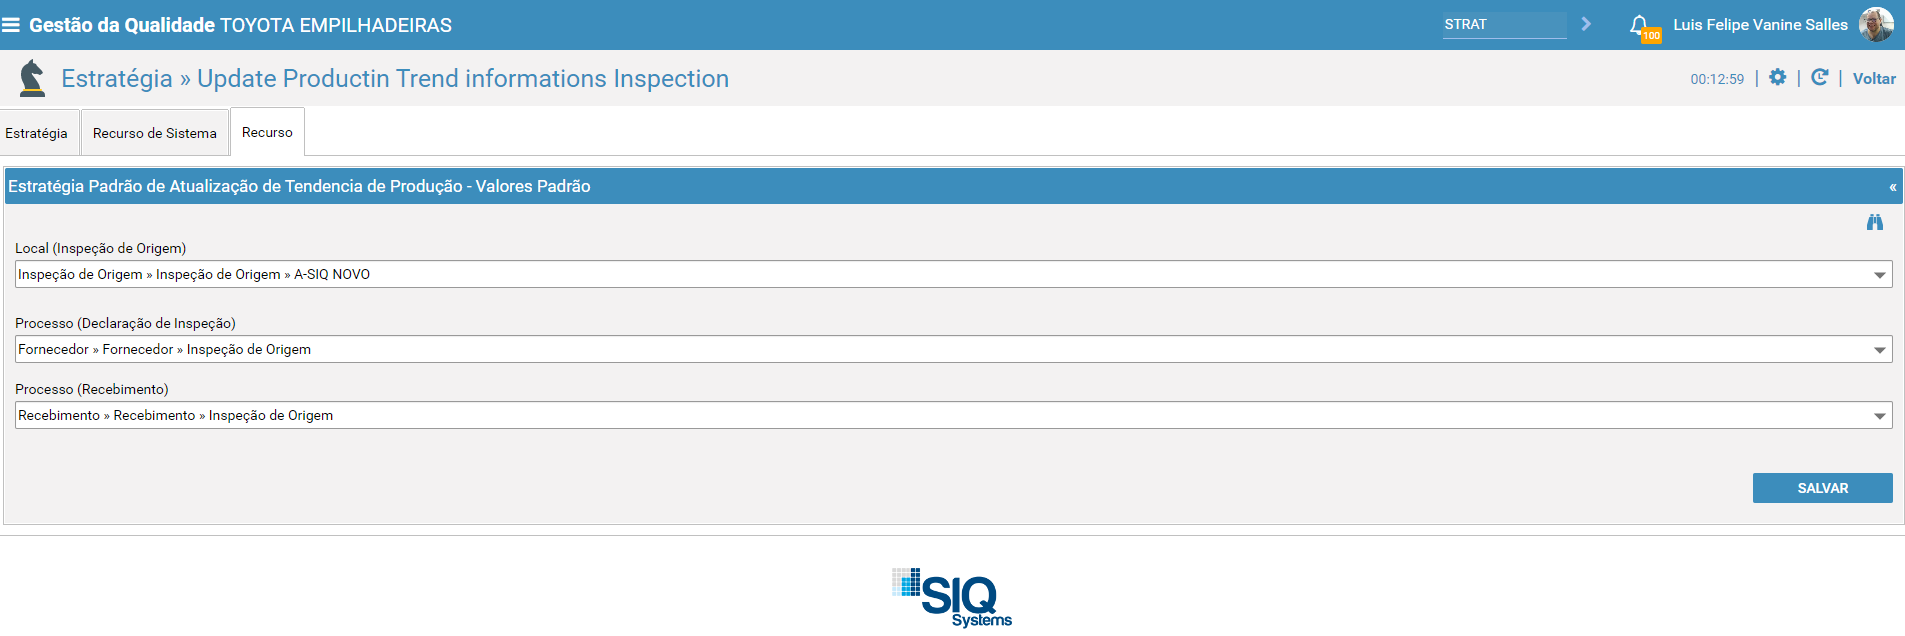 Gestão da Qualidade TOYOTA EMPILHADEIRAS
STRAT
100
Luis Felipe Vanine Salles
Estratégia » Update Productin Trend informations Inspection
00:12:59 | | | Voltar
Estratégia
Recurso de Sistema
Recurso
Estratégia Padrão de Atualização de Tendencia de Produção - Valores Padrão
«
Local (Inspeção de Origem)
Inspeção de Origem » Inspeção de Origem » A-SIQ NOVO
Processo (Declaração de Inspeção)
Fornecedor » Fornecedor » Inspeção de Origem
Processo (Recebimento)
Recebimento » Recebimento » Inspeção de Origem
SALVAR
SIQ
Systems